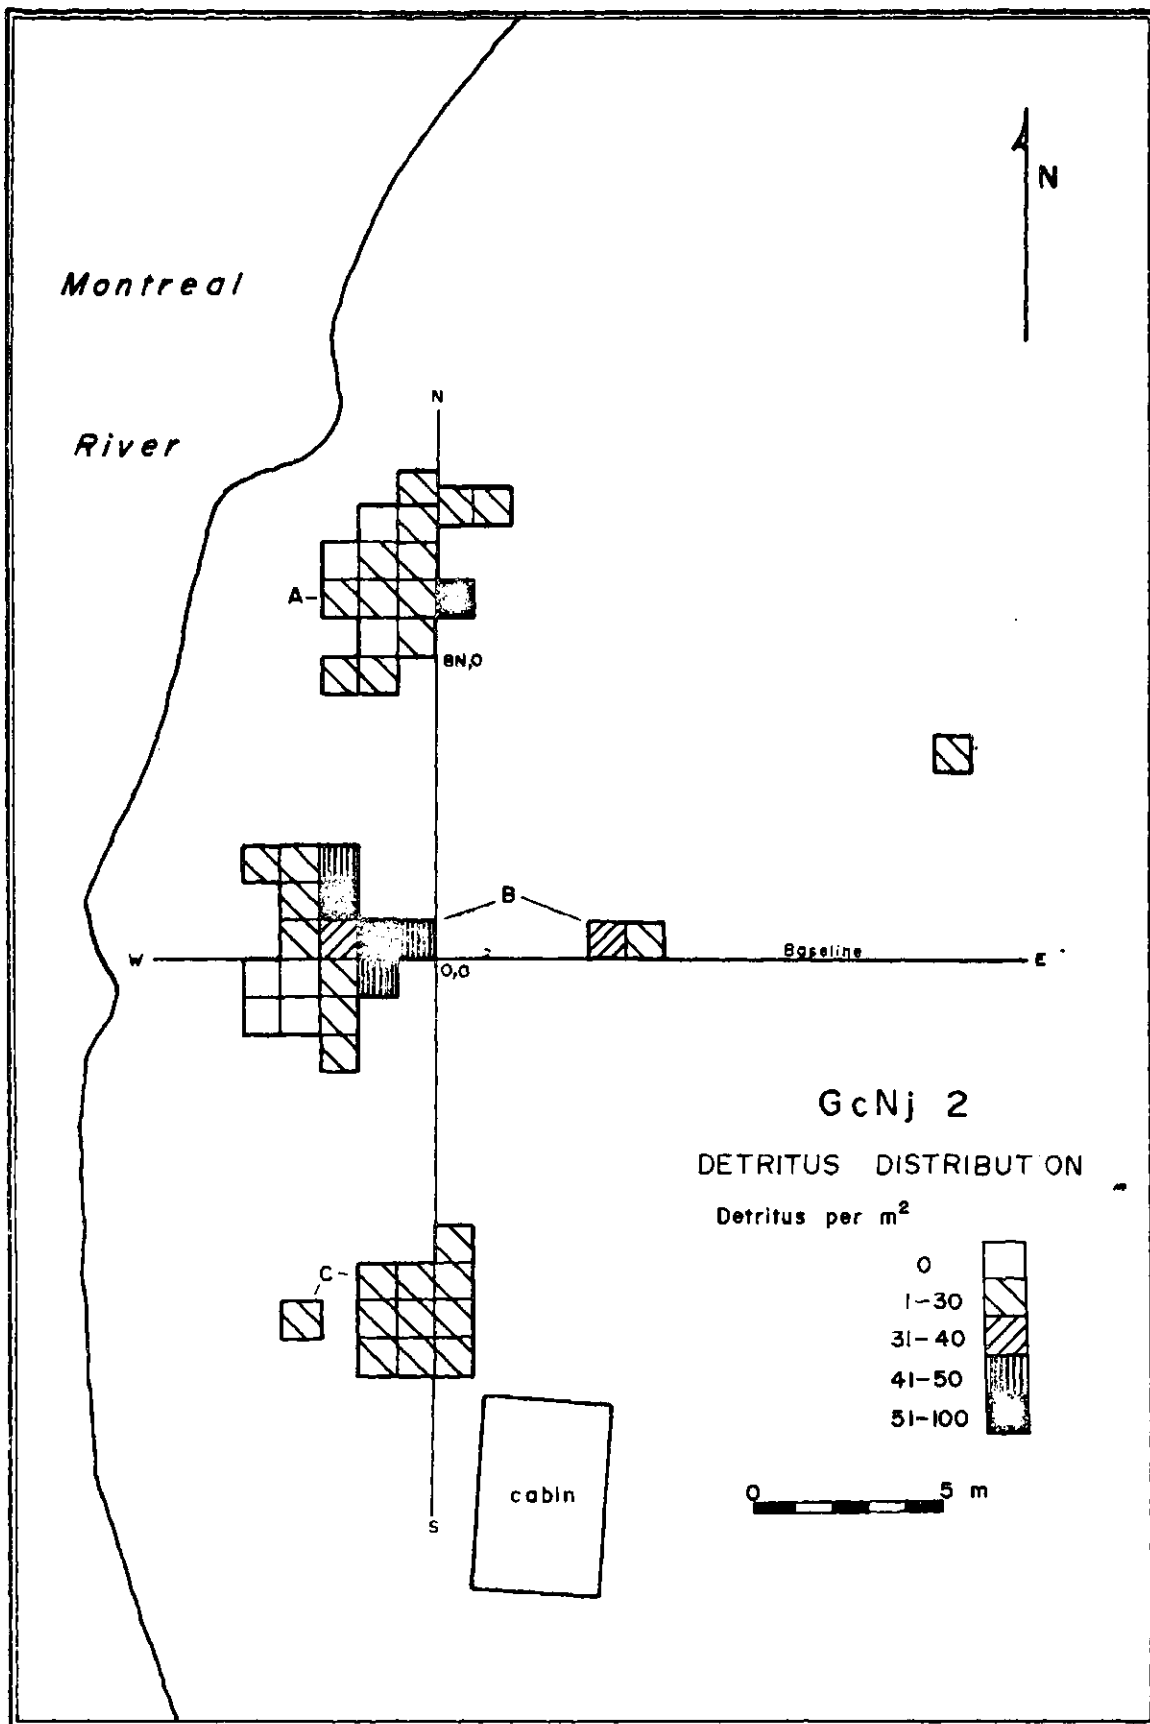 N
Montreal
N
River
A-
8N,0
B
W
Baseline
E
0,0
GcNj 2
DETRITUS DISTRIBUT ON
Detritus per m²
0
C-
1-30
31-40
41-50
51-100
0 5 m
cabin
S